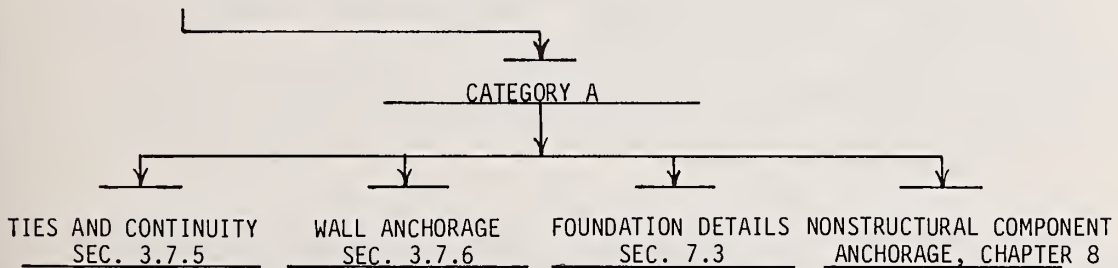 CATEGORY A
TIES AND CONTINUITY
SEC. 3.7.5
WALL ANCHORAGE
SEC. 3.7.6
FOUNDATION DETAILS
SEC. 7.3
NONSTRUCTURAL COMPONENT
ANCHORAGE, CHAPTER 8